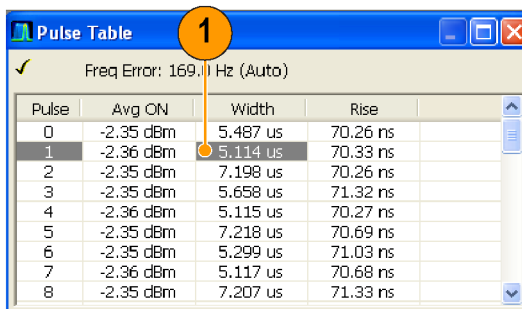 Pulse Table
1
Freq Error: 169.0 Hz (Auto)
Pulse Avg ON Width Rise
0 -2.35 dBm 5.487 us 70.26 ns
1 -2.36 dBm 5.114 us 70.33 ns
2 -2.35 dBm 7.198 us 70.26 ns
3 -2.35 dBm 5.658 us 71.32 ns
4 -2.36 dBm 5.115 us 70.27 ns
5 -2.35 dBm 7.218 us 70.69 ns
6 -2.35 dBm 5.299 us 71.03 ns
7 -2.36 dBm 5.117 us 70.68 ns
8 -2.35 dBm 7.207 us 71.33 ns